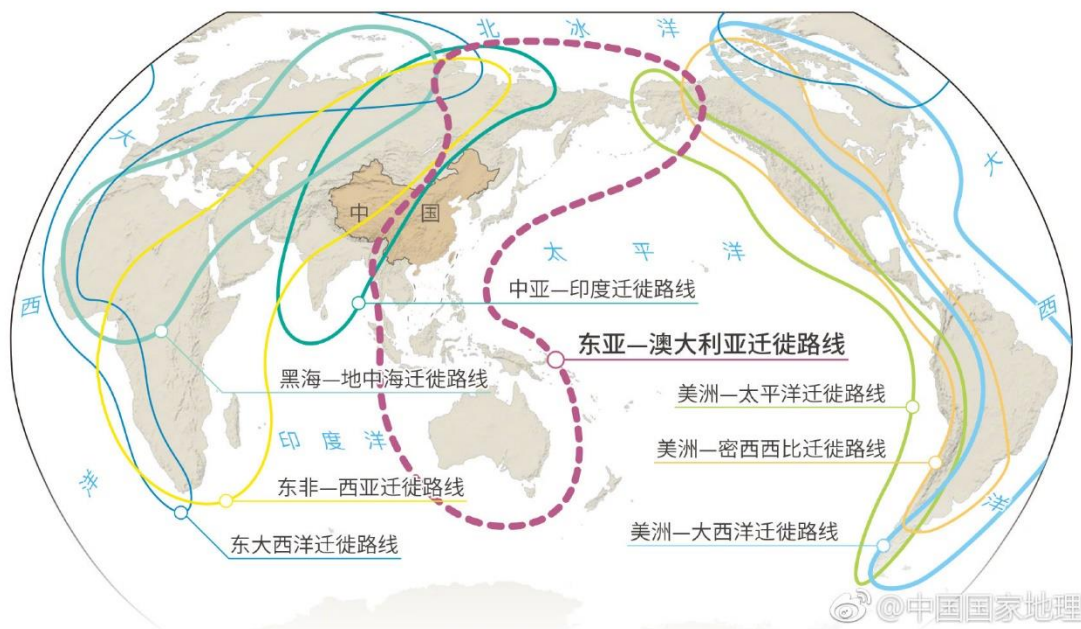 北冰洋
大
西
洋
大
西
洋
中国
太平洋
印度洋
中亚—印度迁徙路线
东亚—澳大利亚迁徙路线
黑海—地中海迁徙路线
美洲—太平洋迁徙路线
美洲—密西西比迁徙路线
东非—西亚迁徙路线
美洲—大西洋迁徙路线
东大西洋迁徙路线
@中国国家地理